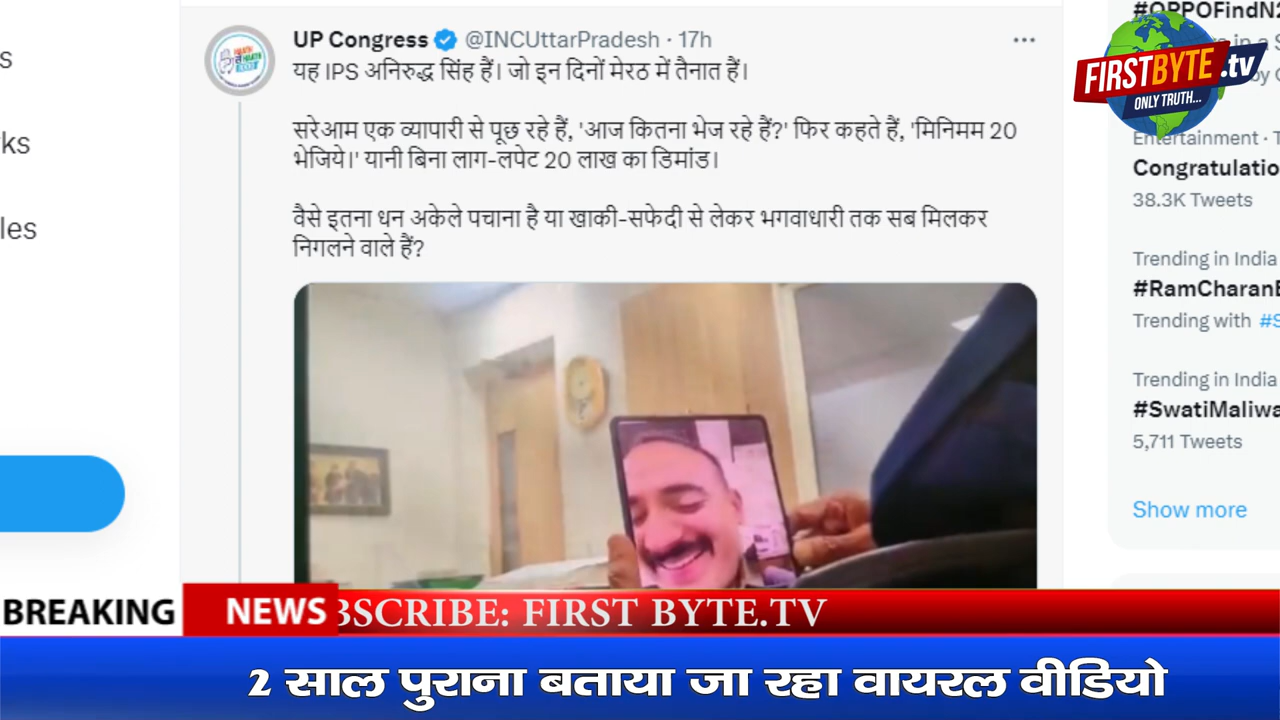 UP Congress @INCUttarPradesh · 17h
यह IPS अनिरुद्ध सिंह हैं। जो इन दिनों मेरठ में तैनात हैं।
सरेआम एक व्यापारी से पूछ रहे हैं, 'आज कितना भेज रहे हैं?' फिर कहते हैं, 'मिनिमम 20
भेजिये।' यानी बिना लाग-लपेट 20 लाख का डिमांड।
वैसे इतना धन अकेले पचाना है या खाकी-सफेदी से लेकर भगवाधारी तक सब मिलकर
निगलने वाले हैं?
s
ks
les
#OPPOFindN2
FIRSTBYTE.tv
ONLY TRUTH...
Entertainment ·
Congratulatio
38.3K Tweets
Trending in India
#RamCharan
Trending with #S
Trending in India
#SwatiMaliwa
5,711 Tweets
Show more
BREAKING NEWS
BSCRIBE: FIRST BYTE.TV
2 साल पुराना बताया जा रहा वायरल वीडियो